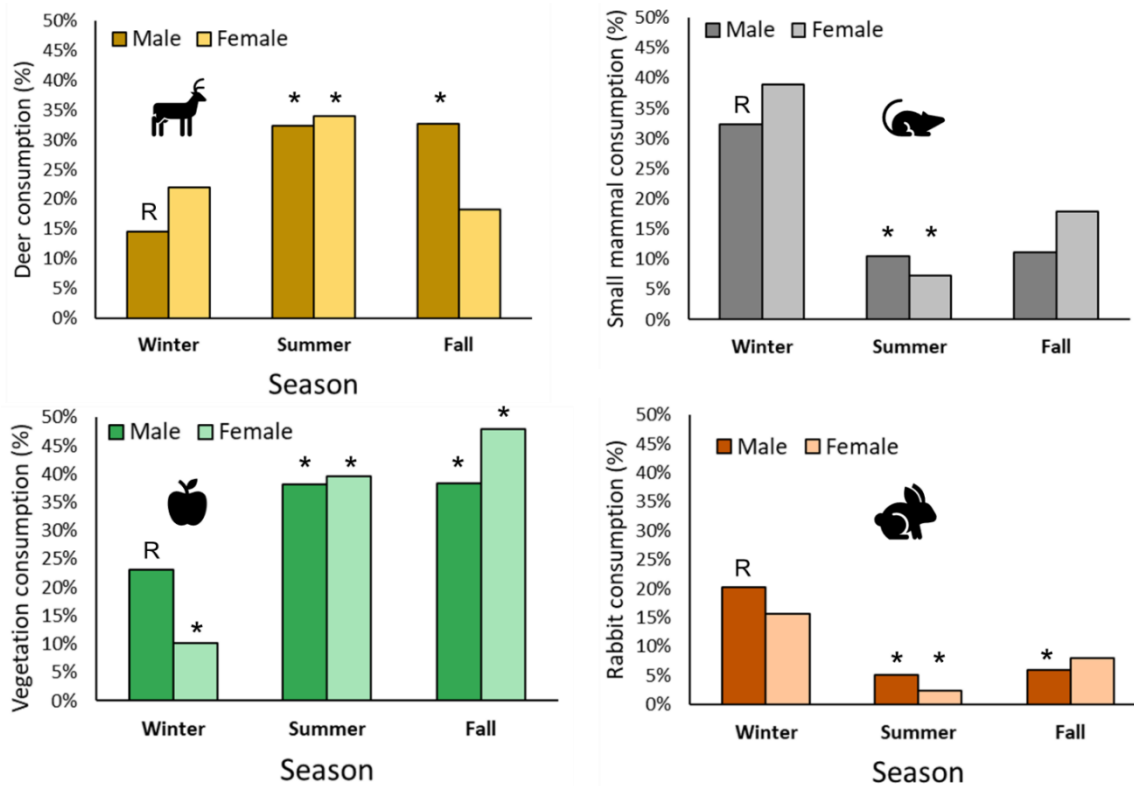 Deer consumption (%)
50%
45%
40%
35%
30%
25%
20%
15%
10%
5%
0%
Male Female
R
* * *
Winter Summer Fall
Season
Small mammal consumption (%)
50%
45%
40%
35%
30%
25%
20%
15%
10%
5%
0%
Male Female
R
* *
Winter Summer Fall
Vegetation consumption (%)
50%
45%
40%
35%
30%
25%
20%
15%
10%
5%
0%
Male Female
R
* * * * *
Winter Summer Fall
Season
Rabbit consumption (%)
50%
45%
40%
35%
30%
25%
20%
15%
10%
5%
0%
Male Female
R
* * *
Winter Summer Fall
Season